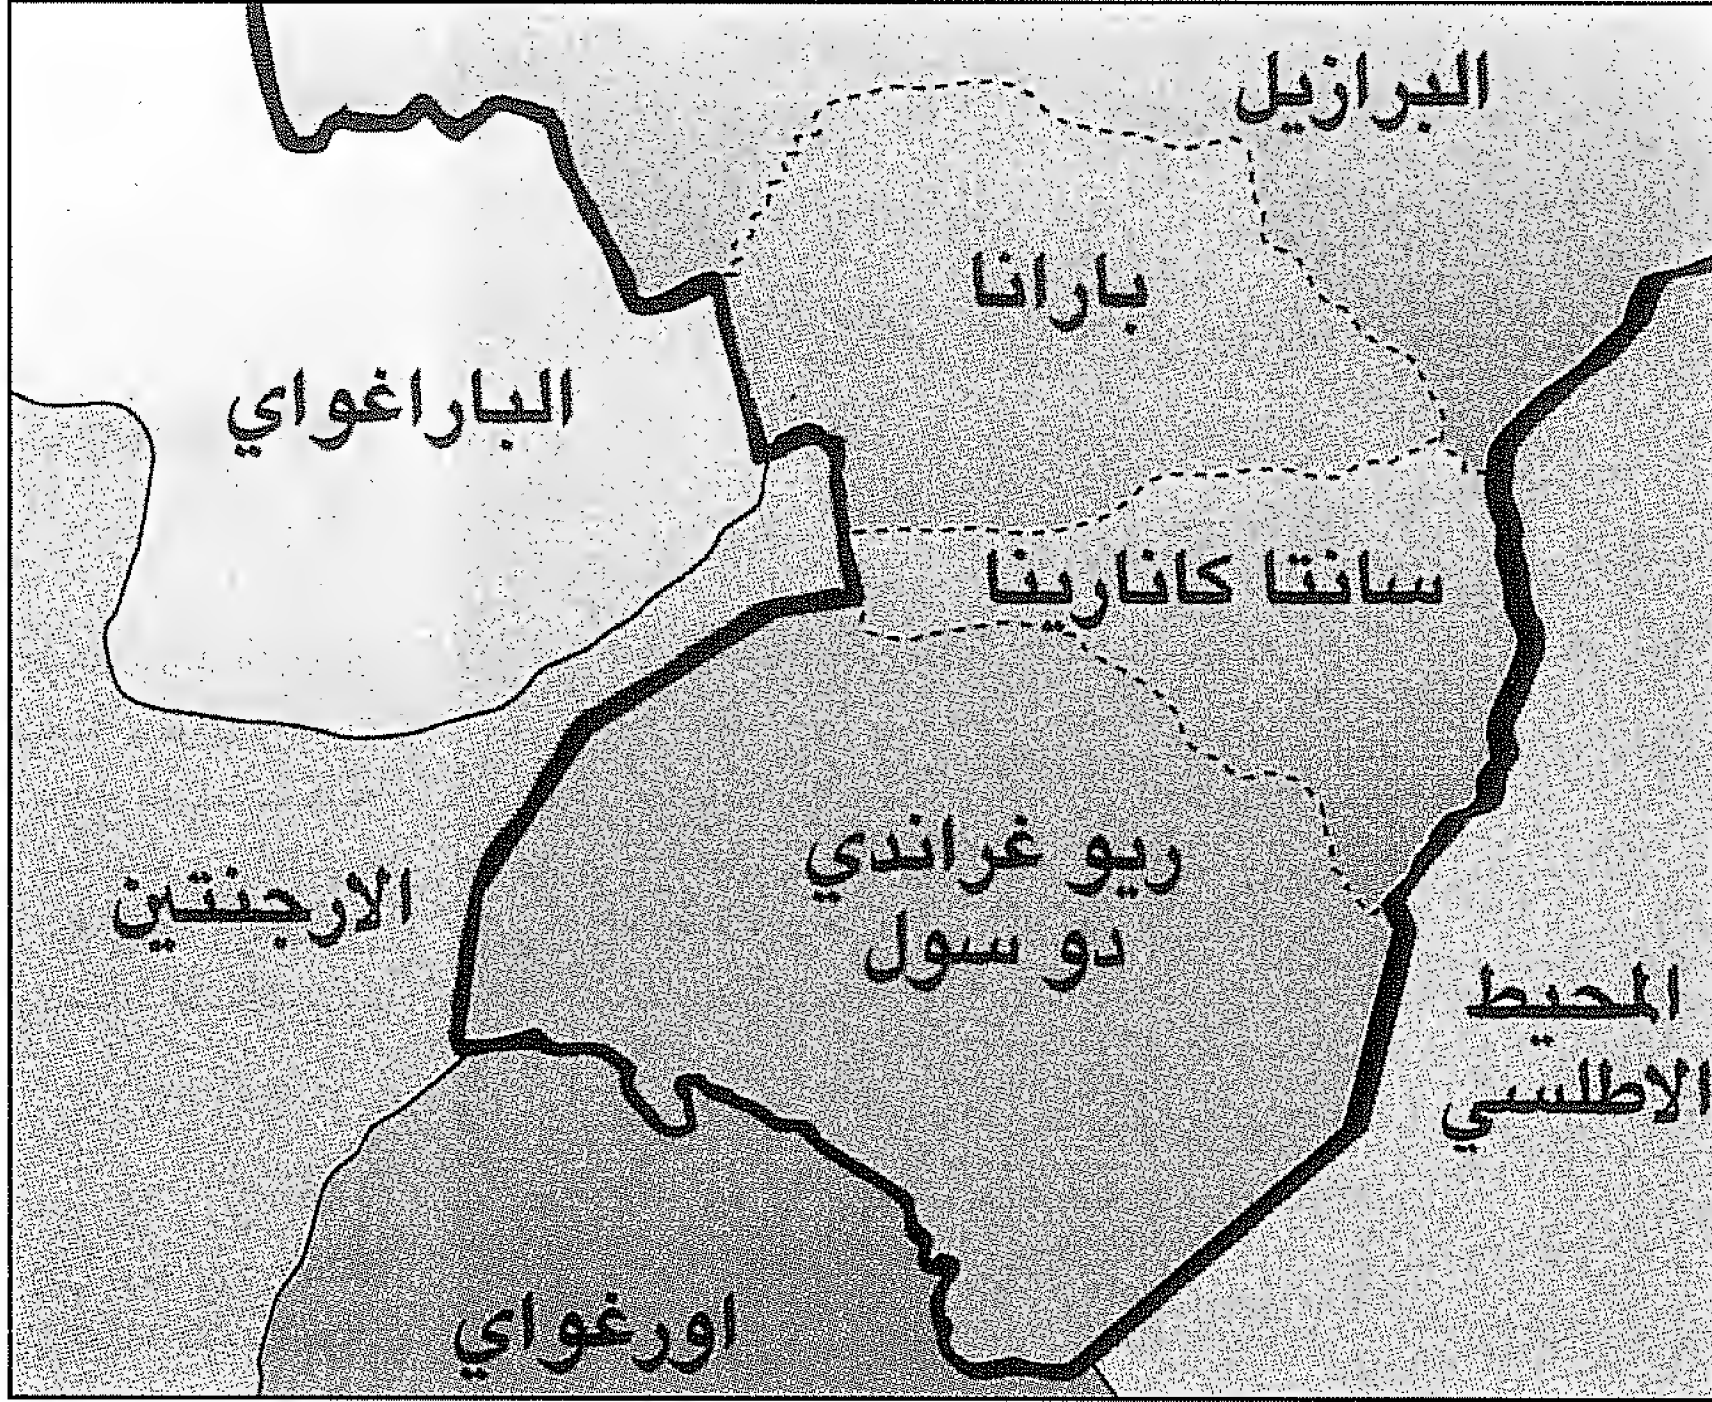 البرازيل
بارانا
الباراغواي
سانتا كاتارينا
ريو غراندي
دو سول
الارجنتين
المحيط
الاطلسي
اورغواي